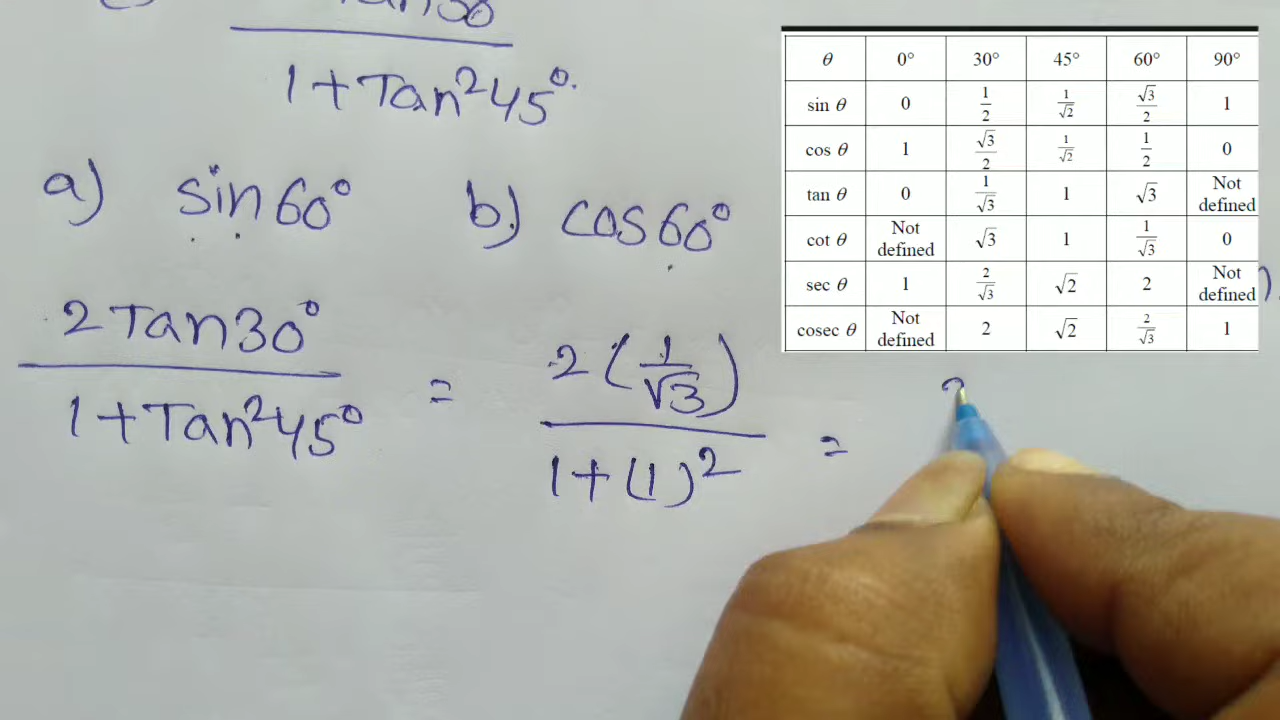 1 + Tan²45°
a) sin 60° b) cos 60°
2 Tan 30° / 1 + Tan²45° = 2 (1/√3) / 1 + (1)² =
θ 0° 30° 45° 60° 90°
sin θ 0 1/2 1/√2 √3/2 1
cos θ 1 √3/2 1/√2 1/2 0
tan θ 0 1/√3 1 √3 Not defined
cot θ Not defined √3 1 1/√3 0
sec θ 1 2/√3 √2 2 Not defined
cosec θ Not defined 2 √2 2/√3 1